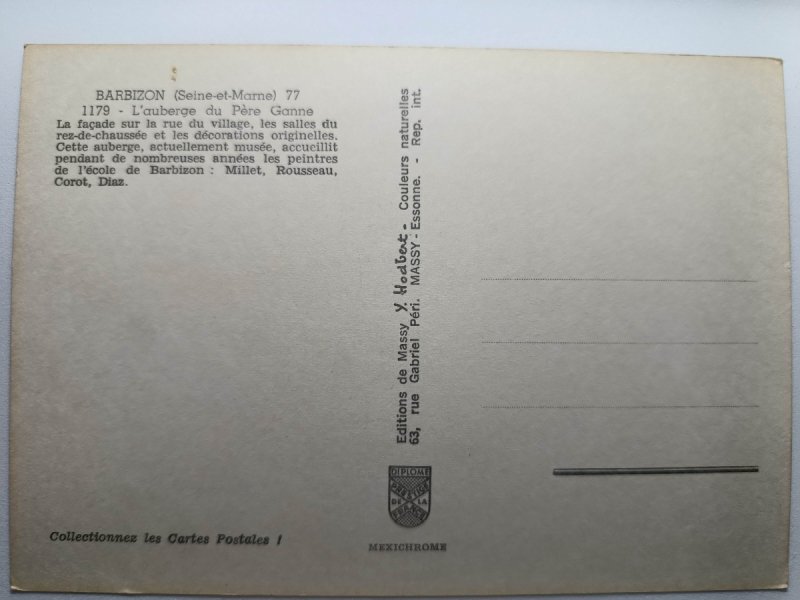 BARBIZON (Seine-et-Marne) 77
1179 - L'auberge du Père Ganne
La façade sur la rue du village, les salles du
rez-de-chaussée et les décorations originelles.
Cette auberge, actuellement musée, accueillit
pendant de nombreuses années les peintres
de l'école de Barbizon : Millet, Rousseau,
Corot, Diaz.
Editions de Massy Y. Hodbert - Couleurs naturelles
63, rue Gabriel Péri. MASSY - Essonne. - Rep. int.
DIPLOME
PRESTIGE
DE LA
FRANCE
MEXICHROME
Collectionnez les Cartes Postales !